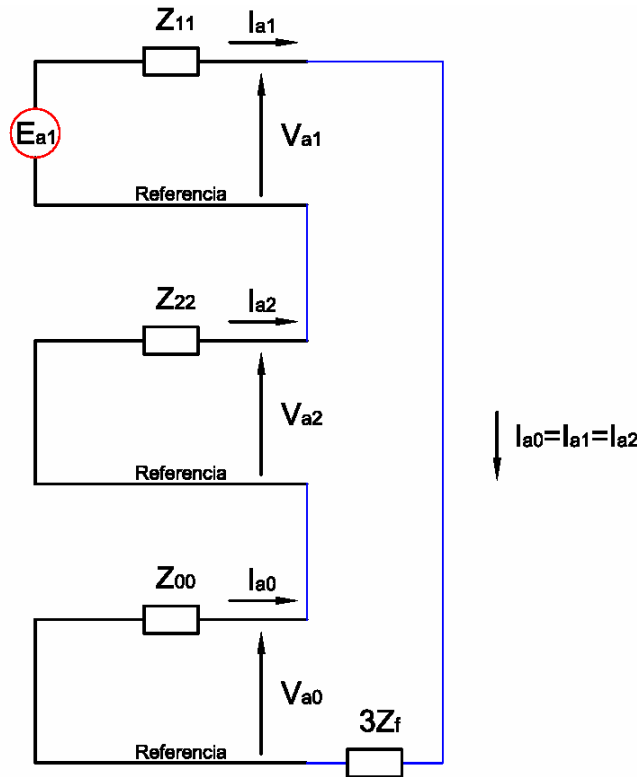 Z11
Ia1
Ea1
Va1
Referencia
Z22
Ia2
Va2
Ia0=Ia1=Ia2
Referencia
Z00
Ia0
Va0
3Zf
Referencia